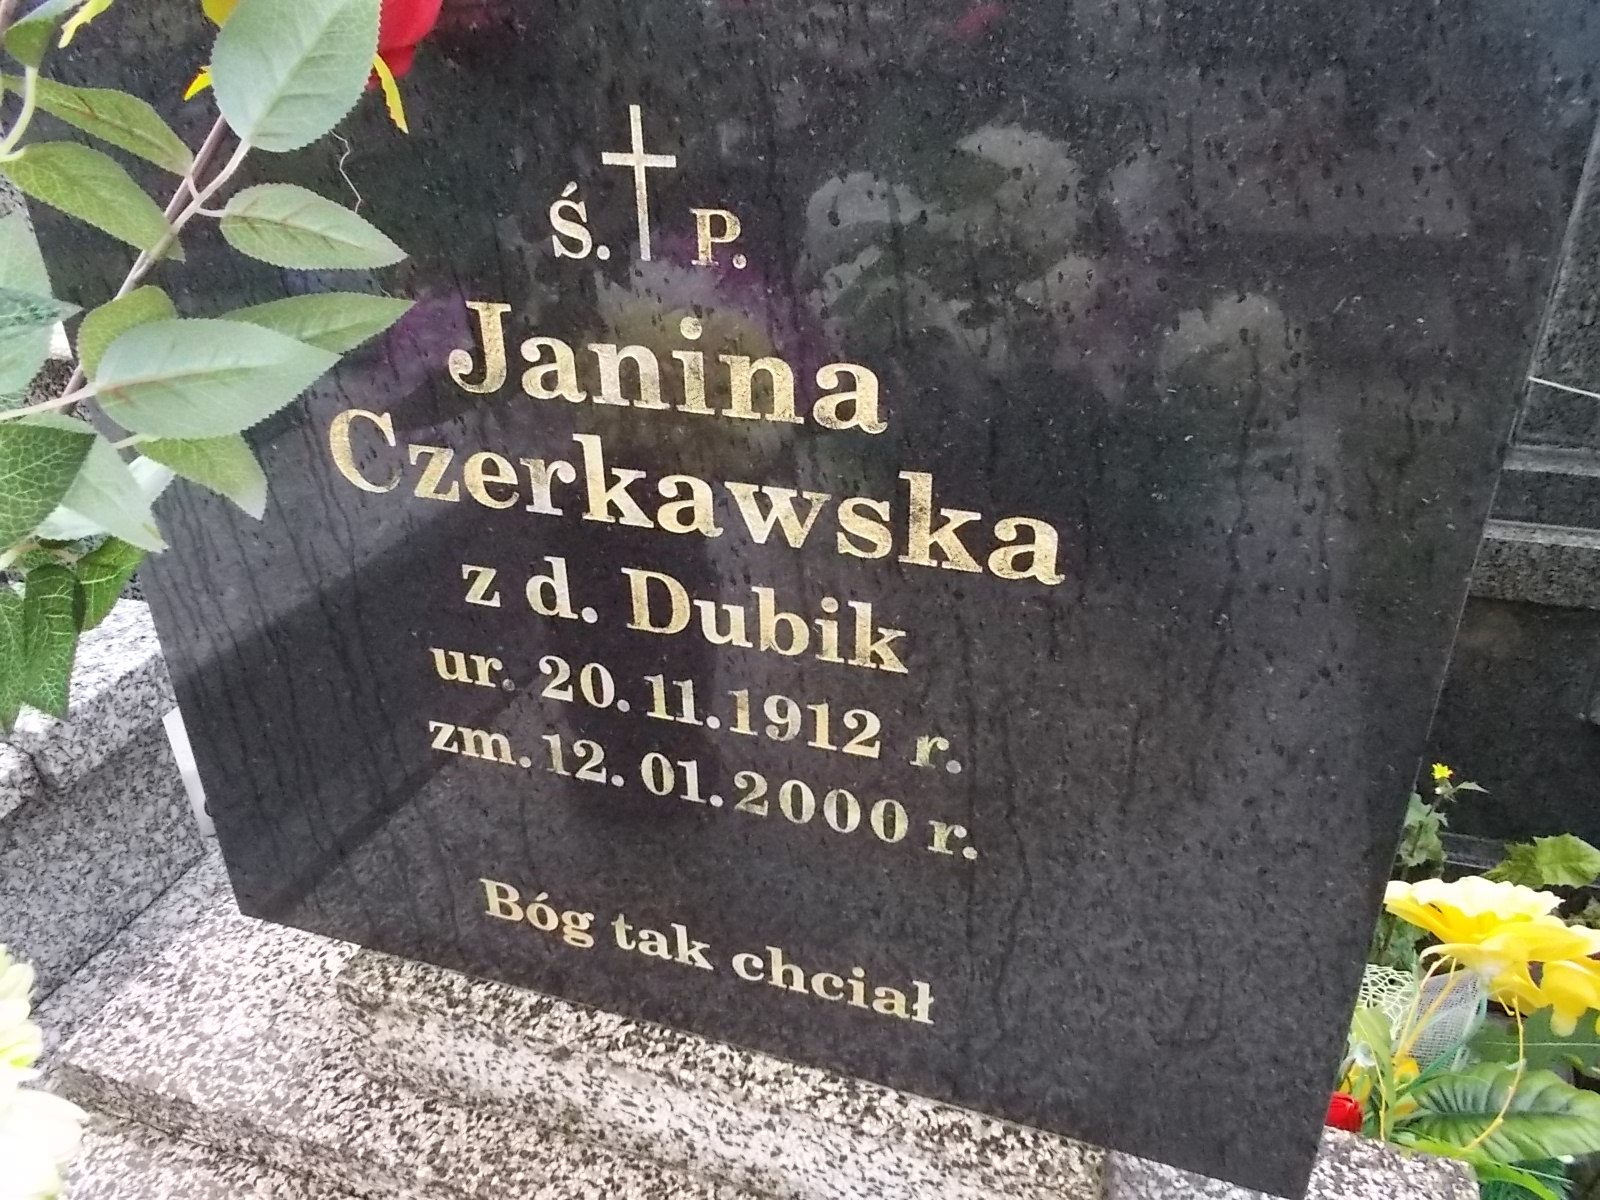 Ś. P.
Janina
Czerkawska
z d. Dubik
ur. 20.11.1912 r.
zm. 12.01.2000 r.
Bóg tak chciał